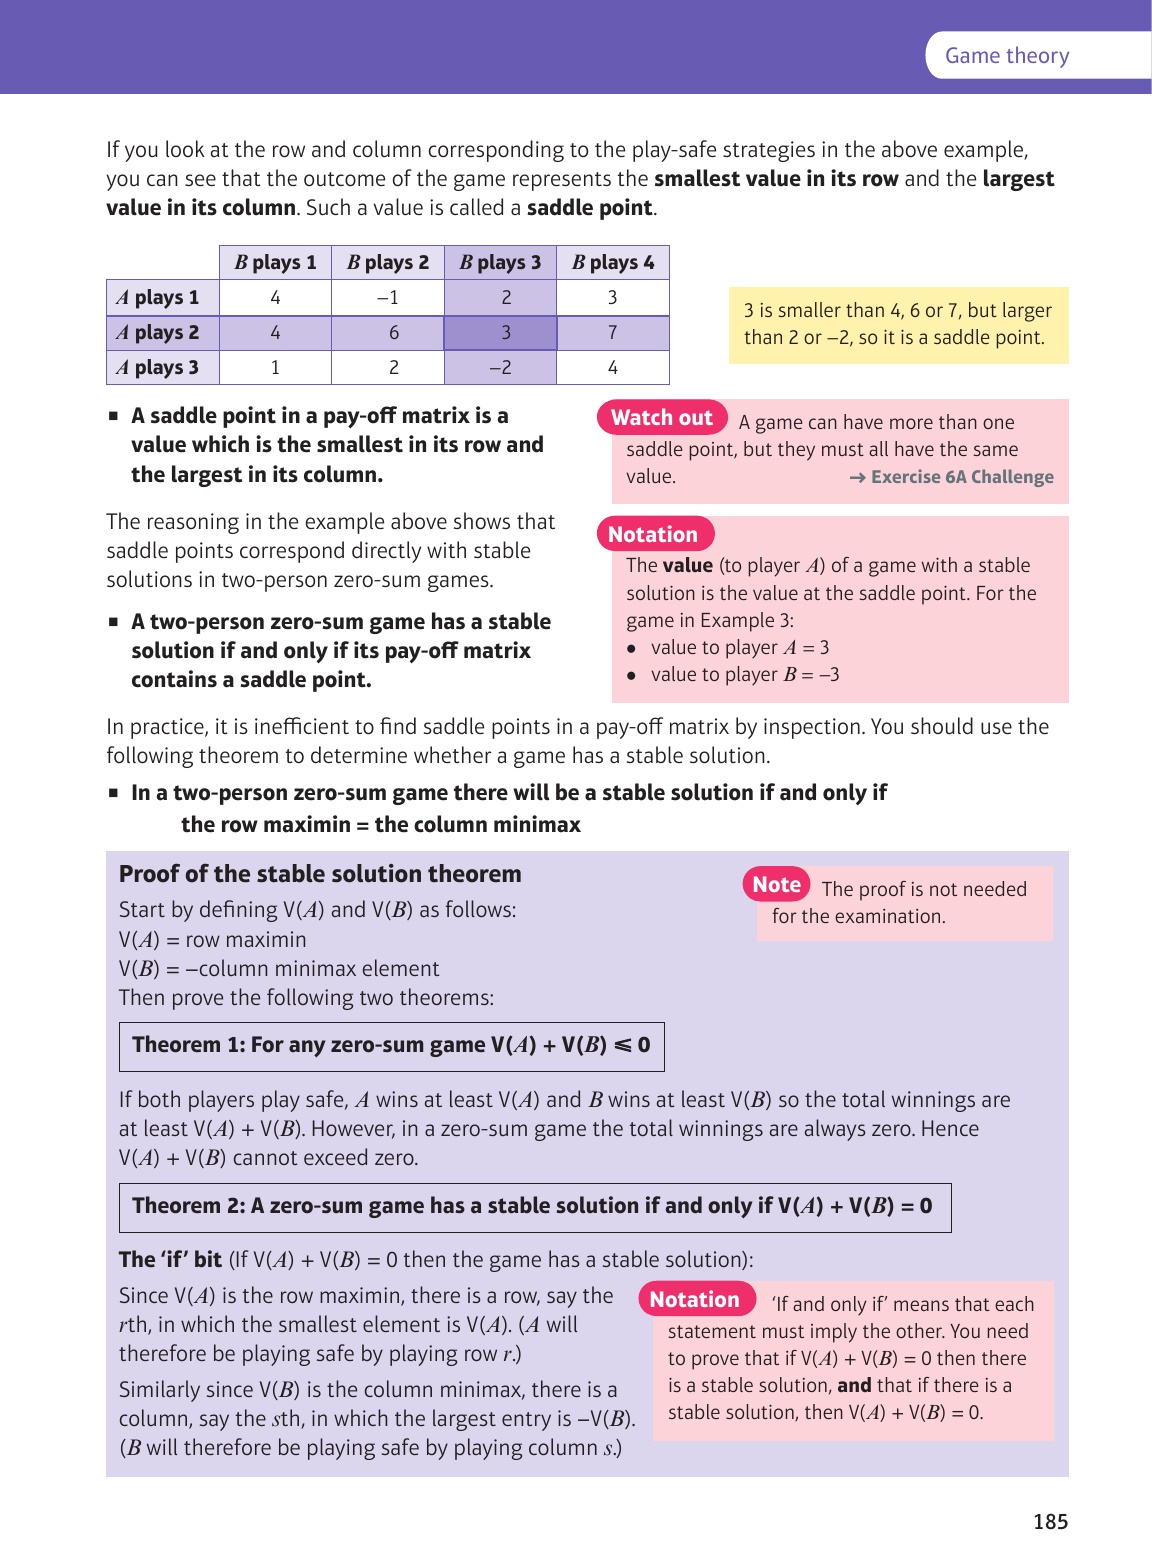 Game theory
If you look at the row and column corresponding to the play-safe strategies in the above example,
you can see that the outcome of the game represents the smallest value in its row and the largest
value in its column. Such a value is called a saddle point.
B plays 1 B plays 2 B plays 3 B plays 4
A plays 1 4 –1 2 3
A plays 2 4 6 3 7
A plays 3 1 2 –2 4
3 is smaller than 4, 6 or 7, but larger
than 2 or –2, so it is a saddle point.
■ A saddle point in a pay-off matrix is a
value which is the smallest in its row and
the largest in its column.
Watch out A game can have more than one
saddle point, but they must all have the same
value. → Exercise 6A Challenge
The reasoning in the example above shows that
saddle points correspond directly with stable
solutions in two-person zero-sum games.
■ A two-person zero-sum game has a stable
solution if and only if its pay-off matrix
contains a saddle point.
Notation
The value (to player A) of a game with a stable
solution is the value at the saddle point. For the
game in Example 3:
● value to player A = 3
● value to player B = –3
In practice, it is inefficient to find saddle points in a pay-off matrix by inspection. You should use the
following theorem to determine whether a game has a stable solution.
■ In a two-person zero-sum game there will be a stable solution if and only if
the row maximin = the column minimax
Proof of the stable solution theorem
Note The proof is not needed
for the examination.
Start by defining V(A) and V(B) as follows:
V(A) = row maximin
V(B) = –column minimax element
Then prove the following two theorems:
Theorem 1: For any zero-sum game V(A) + V(B) ⩽ 0
If both players play safe, A wins at least V(A) and B wins at least V(B) so the total winnings are
at least V(A) + V(B). However, in a zero-sum game the total winnings are always zero. Hence
V(A) + V(B) cannot exceed zero.
Theorem 2: A zero-sum game has a stable solution if and only if V(A) + V(B) = 0
The ‘if’ bit (If V(A) + V(B) = 0 then the game has a stable solution):
Since V(A) is the row maximin, there is a row, say the
rth, in which the smallest element is V(A). (A will
therefore be playing safe by playing row r.)
Similarly since V(B) is the column minimax, there is a
column, say the sth, in which the largest entry is –V(B).
(B will therefore be playing safe by playing column s.)
Notation ‘If and only if’ means that each
statement must imply the other. You need
to prove that if V(A) + V(B) = 0 then there
is a stable solution, and that if there is a
stable solution, then V(A) + V(B) = 0.
185